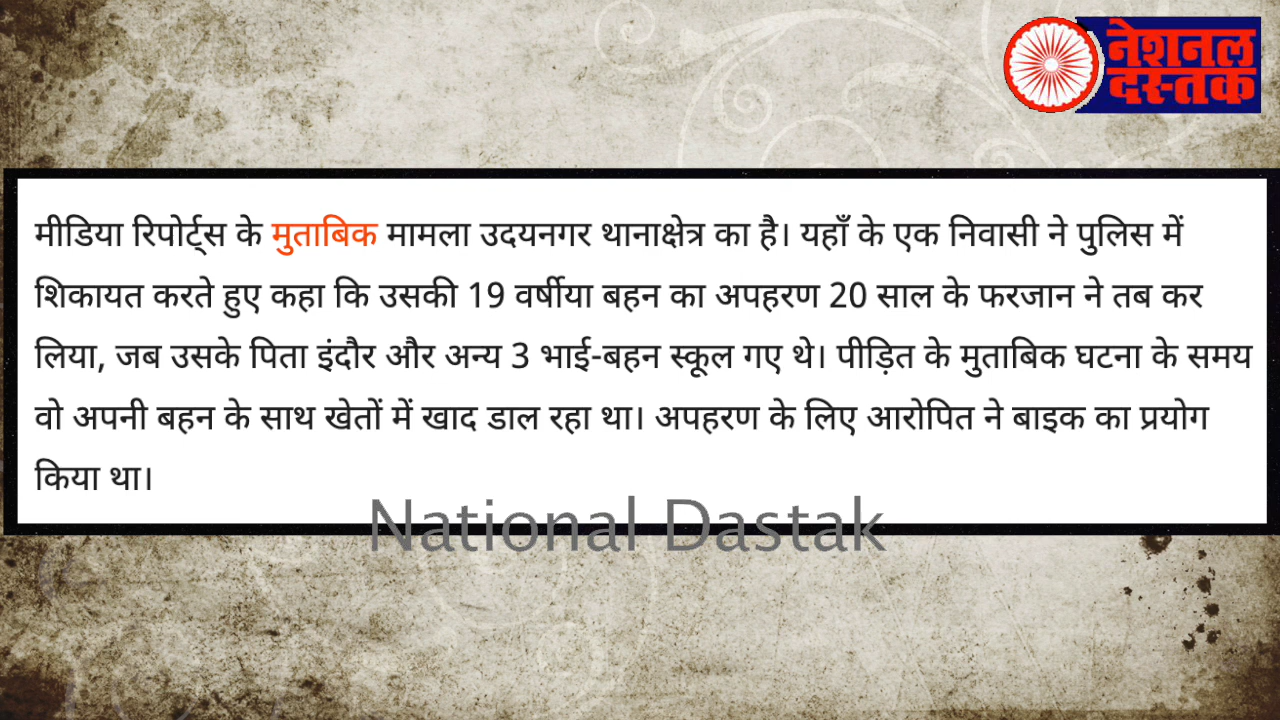 नेशनल
दस्तक
मीडिया रिपोर्ट्स के मुताबिक मामला उदयनगर थानाक्षेत्र का है। यहाँ के एक निवासी ने पुलिस में
शिकायत करते हुए कहा कि उसकी 19 वर्षीया बहन का अपहरण 20 साल के फरजान ने तब कर
लिया, जब उसके पिता इंदौर और अन्य 3 भाई-बहन स्कूल गए थे। पीड़ित के मुताबिक घटना के समय
वो अपनी बहन के साथ खेतों में खाद डाल रहा था। अपहरण के लिए आरोपित ने बाइक का प्रयोग
किया था।
National Dastak